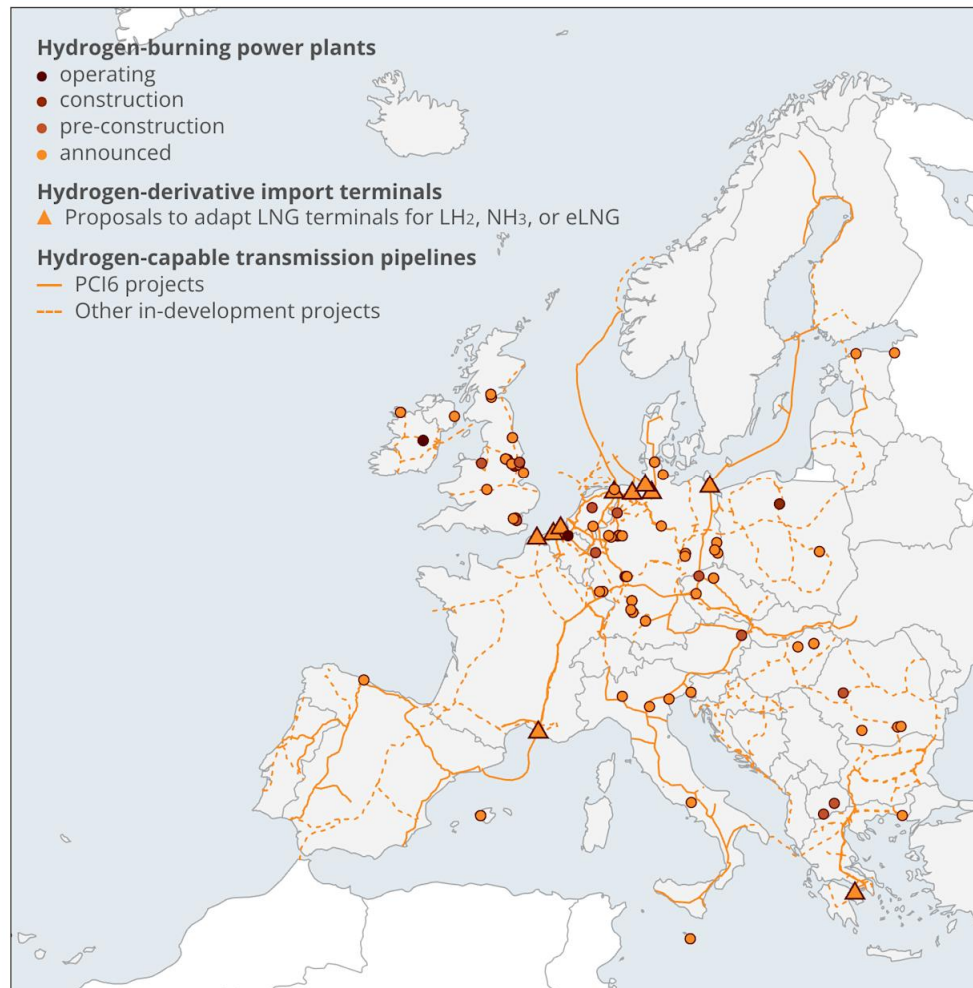 Hydrogen-burning power plants
operating
construction
pre-construction
announced
Hydrogen-derivative import terminals
Proposals to adapt LNG terminals for LH₂, NH₃, or eLNG
Hydrogen-capable transmission pipelines
PCI6 projects
Other in-development projects